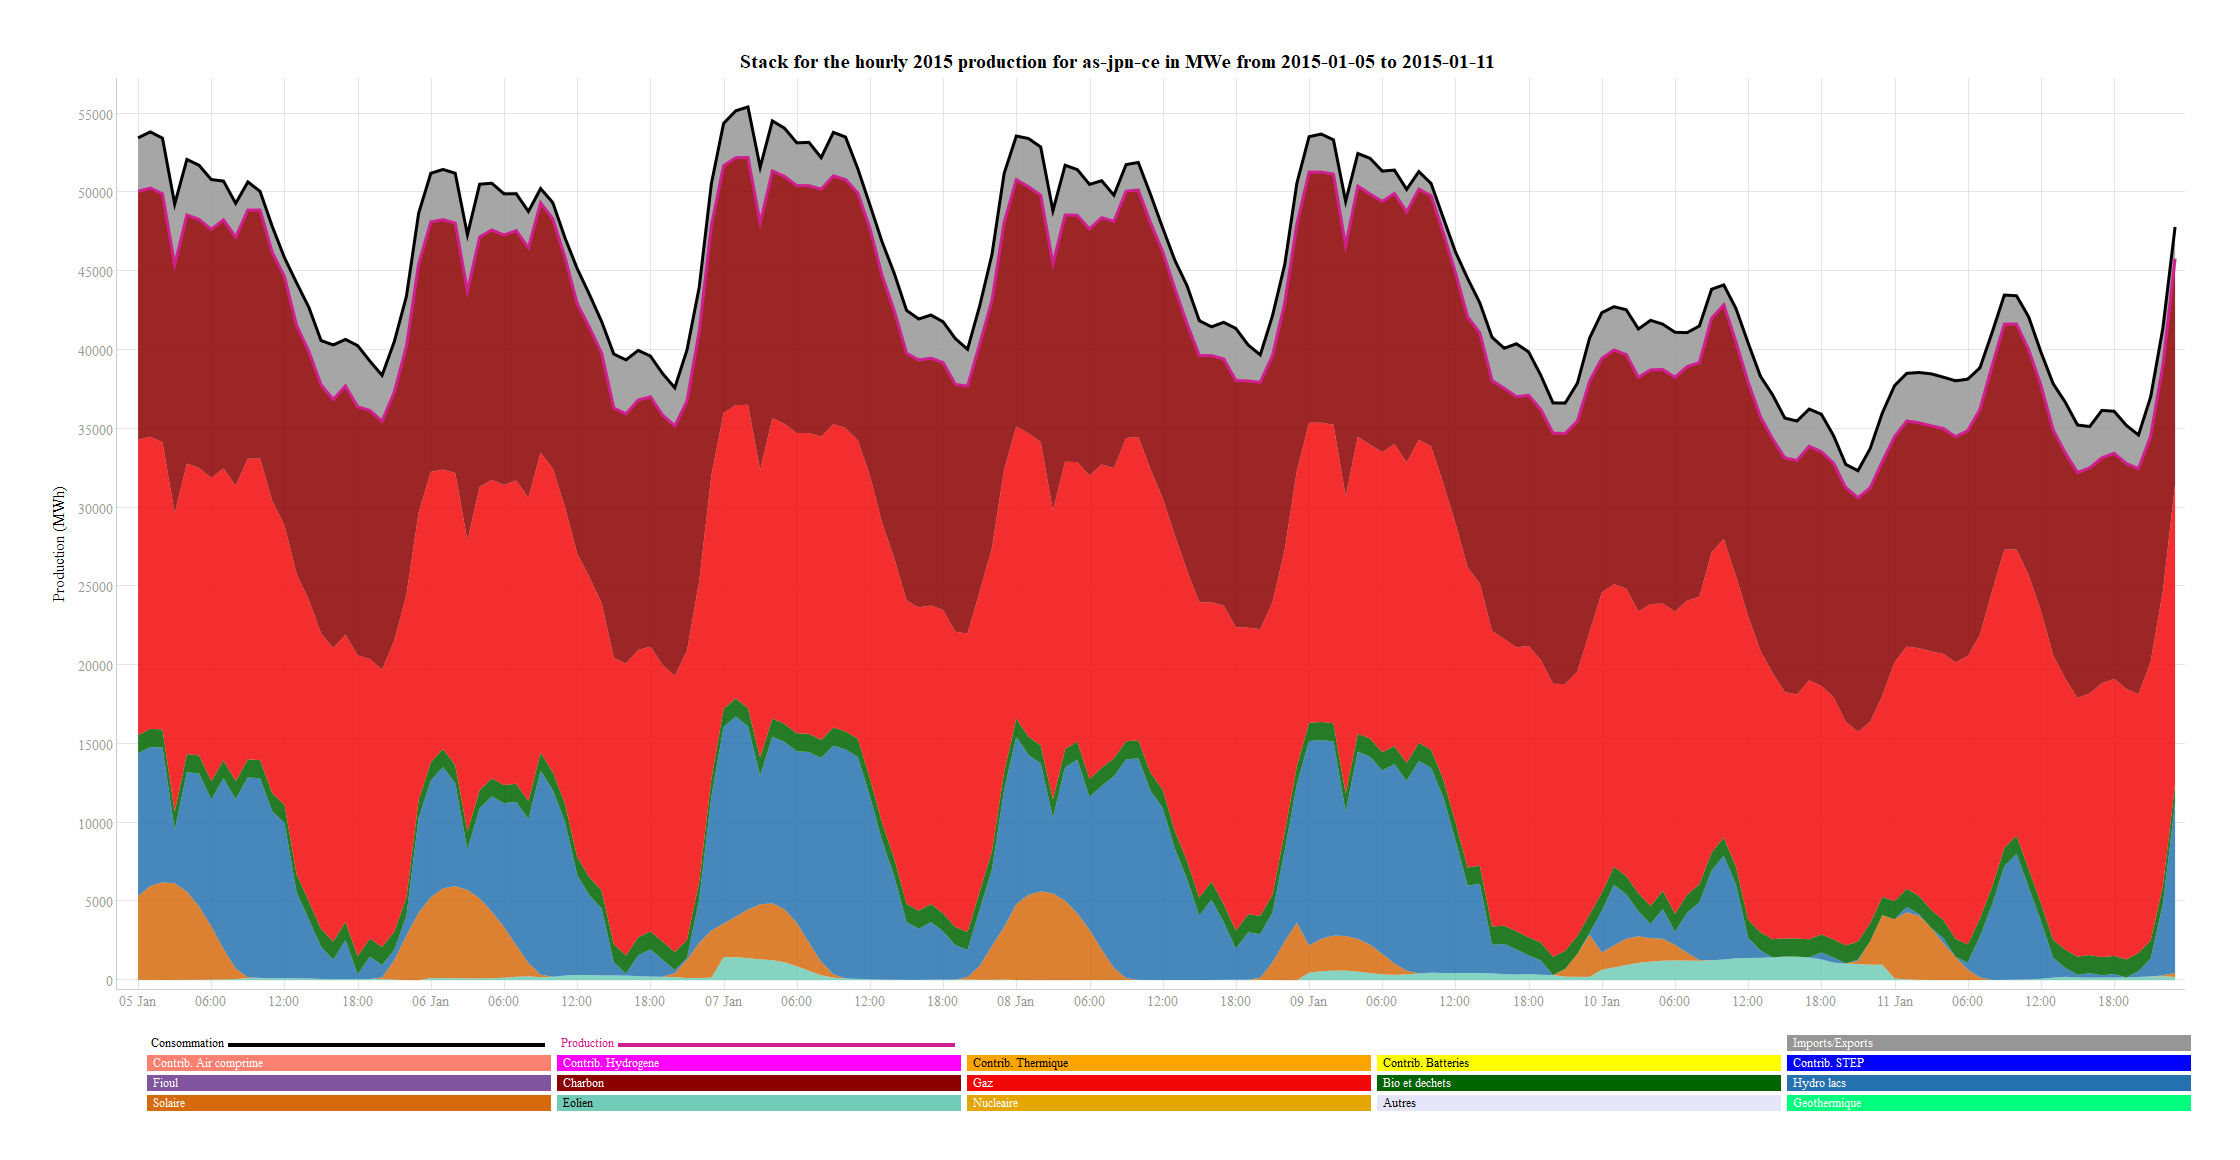 Stack for the hourly 2015 production for as-jpn-ce in MWe from 2015-01-05 to 2015-01-11
55000
50000
45000
40000
35000
30000
25000
20000
15000
10000
5000
0
Production (MWh)
05 Jan 06:00 12:00 18:00 06 Jan 06:00 12:00 18:00 07 Jan 06:00 12:00 18:00 08 Jan 06:00 12:00 18:00 09 Jan 06:00 12:00 18:00 10 Jan 06:00 12:00 18:00 11 Jan 06:00 12:00 18:00
Consommation Production Imports/Exports
Contrib. Air comprime Contrib. Hydrogene Contrib. Thermique Contrib. Batteries Contrib. STEP
Fioul Charbon Gaz Bio et dechets Hydro lacs
Solaire Eolien Nucleaire Autres Geothermique